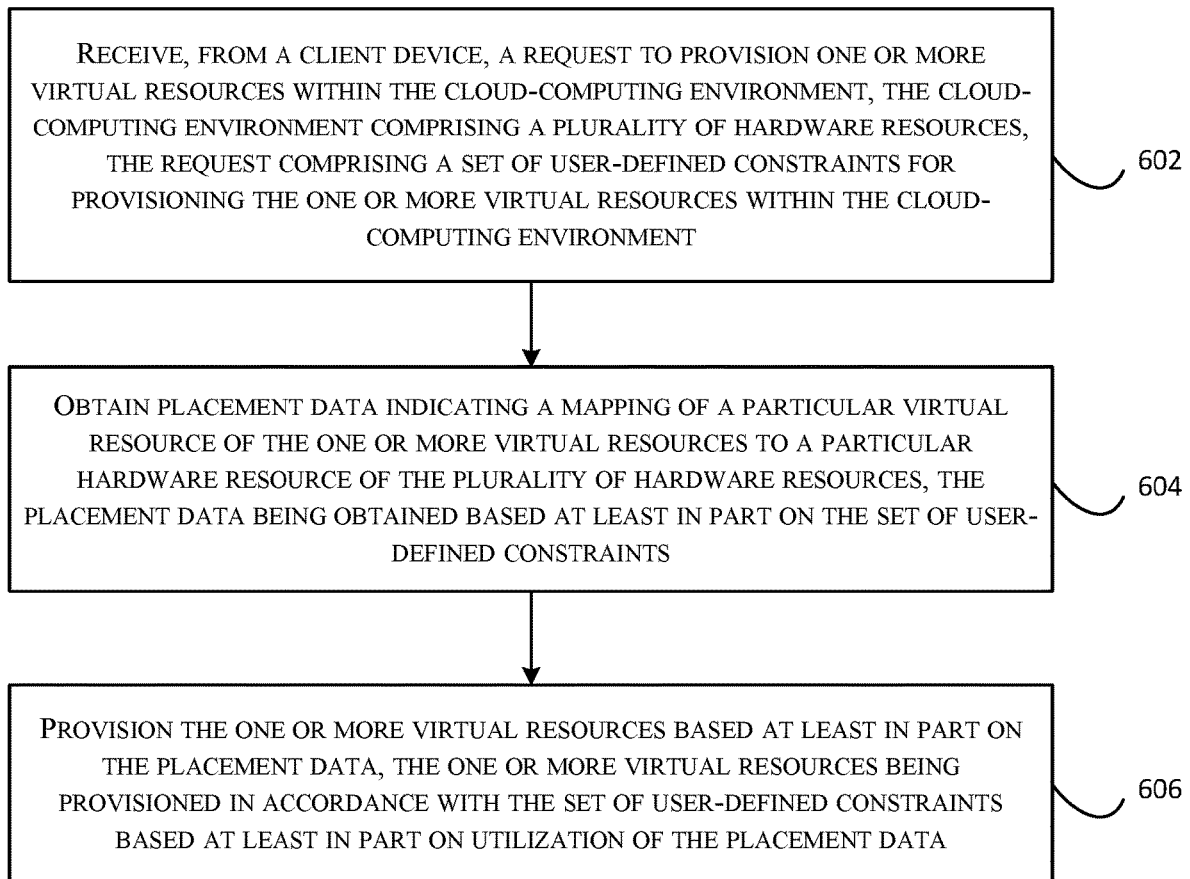 RECEIVE, FROM A CLIENT DEVICE, A REQUEST TO PROVISION ONE OR MORE
VIRTUAL RESOURCES WITHIN THE CLOUD-COMPUTING ENVIRONMENT, THE CLOUD-
COMPUTING ENVIRONMENT COMPRISING A PLURALITY OF HARDWARE RESOURCES,
THE REQUEST COMPRISING A SET OF USER-DEFINED CONSTRAINTS FOR
PROVISIONING THE ONE OR MORE VIRTUAL RESOURCES WITHIN THE CLOUD-
COMPUTING ENVIRONMENT
602
OBTAIN PLACEMENT DATA INDICATING A MAPPING OF A PARTICULAR VIRTUAL
RESOURCE OF THE ONE OR MORE VIRTUAL RESOURCES TO A PARTICULAR
HARDWARE RESOURCE OF THE PLURALITY OF HARDWARE RESOURCES, THE
PLACEMENT DATA BEING OBTAINED BASED AT LEAST IN PART ON THE SET OF USER-
DEFINED CONSTRAINTS
604
PROVISION THE ONE OR MORE VIRTUAL RESOURCES BASED AT LEAST IN PART ON
THE PLACEMENT DATA, THE ONE OR MORE VIRTUAL RESOURCES BEING
PROVISIONED IN ACCORDANCE WITH THE SET OF USER-DEFINED CONSTRAINTS
BASED AT LEAST IN PART ON UTILIZATION OF THE PLACEMENT DATA
606